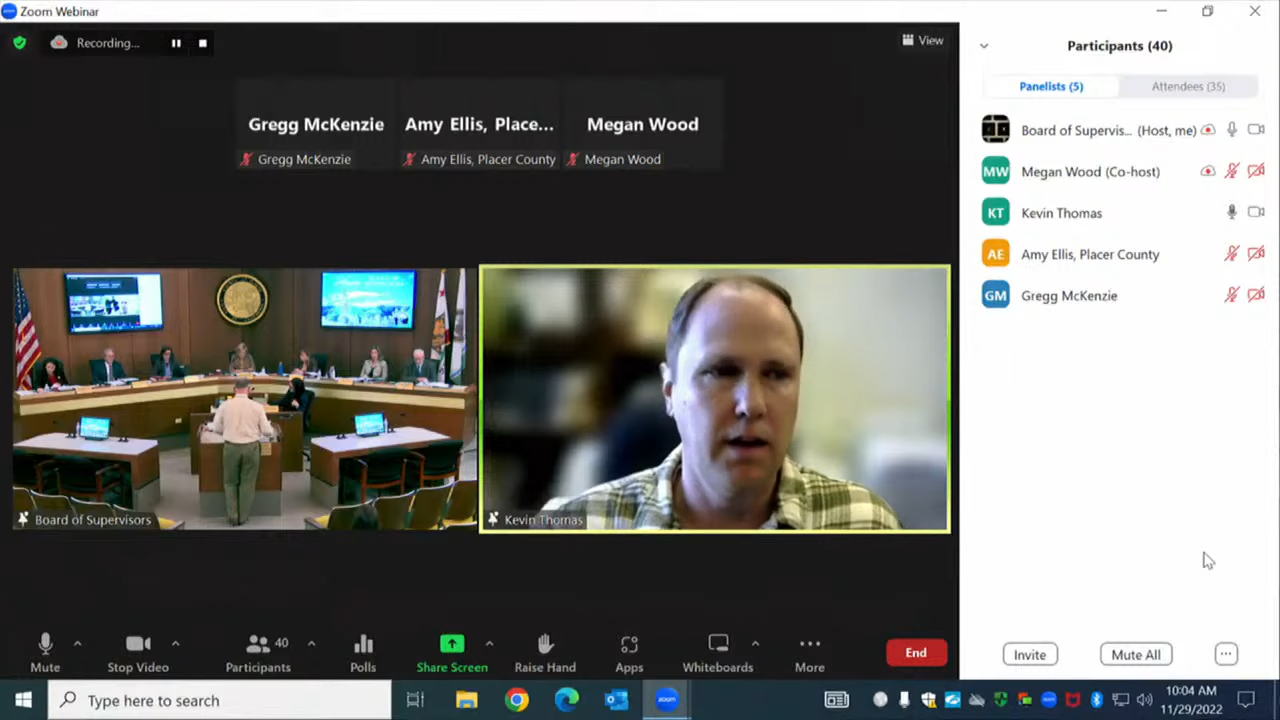 Zoom Webinar
Recording...
View
Gregg McKenzie
Amy Ellis, Place...
Megan Wood
Gregg McKenzie
Amy Ellis, Placer County
Megan Wood
Board of Supervisors
Kevin Thomas
Participants (40)
Panelists (5)
Attendees (35)
Board of Supervis... (Host, me)
MW
Megan Wood (Co-host)
KT
Kevin Thomas
AE
Amy Ellis, Placer County
GM
Gregg McKenzie
Mute
Stop Video
40
Participants
Polls
Share Screen
Raise Hand
Apps
Whiteboards
More
End
Invite
Mute All
Type here to search
zoom
10:04 AM
11/29/2022